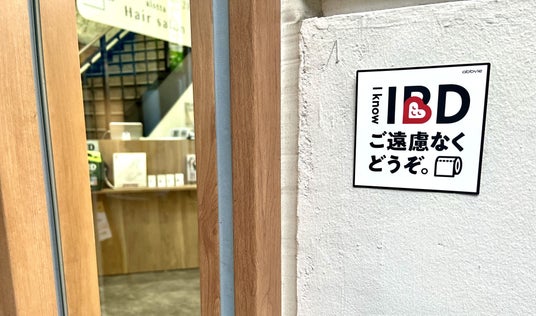 Hair salon
abbvie
I know
IBD
ご遠慮なく
どうぞ。